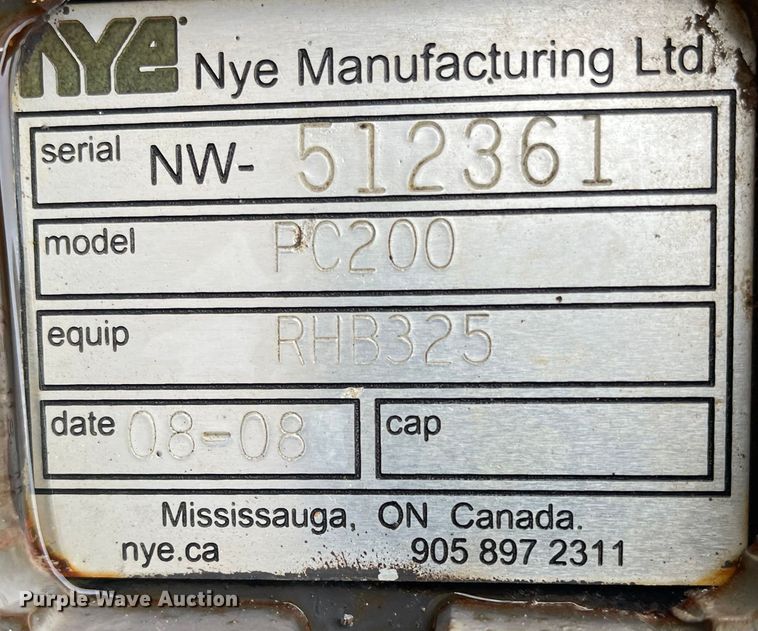 NYE Nye Manufacturing Ltd.
serial NW- 512361
model PC200
equip RHB325
date 08-08 cap
Mississauga, ON Canada.
nye.ca 905 897 2311
Purple Wave Auction